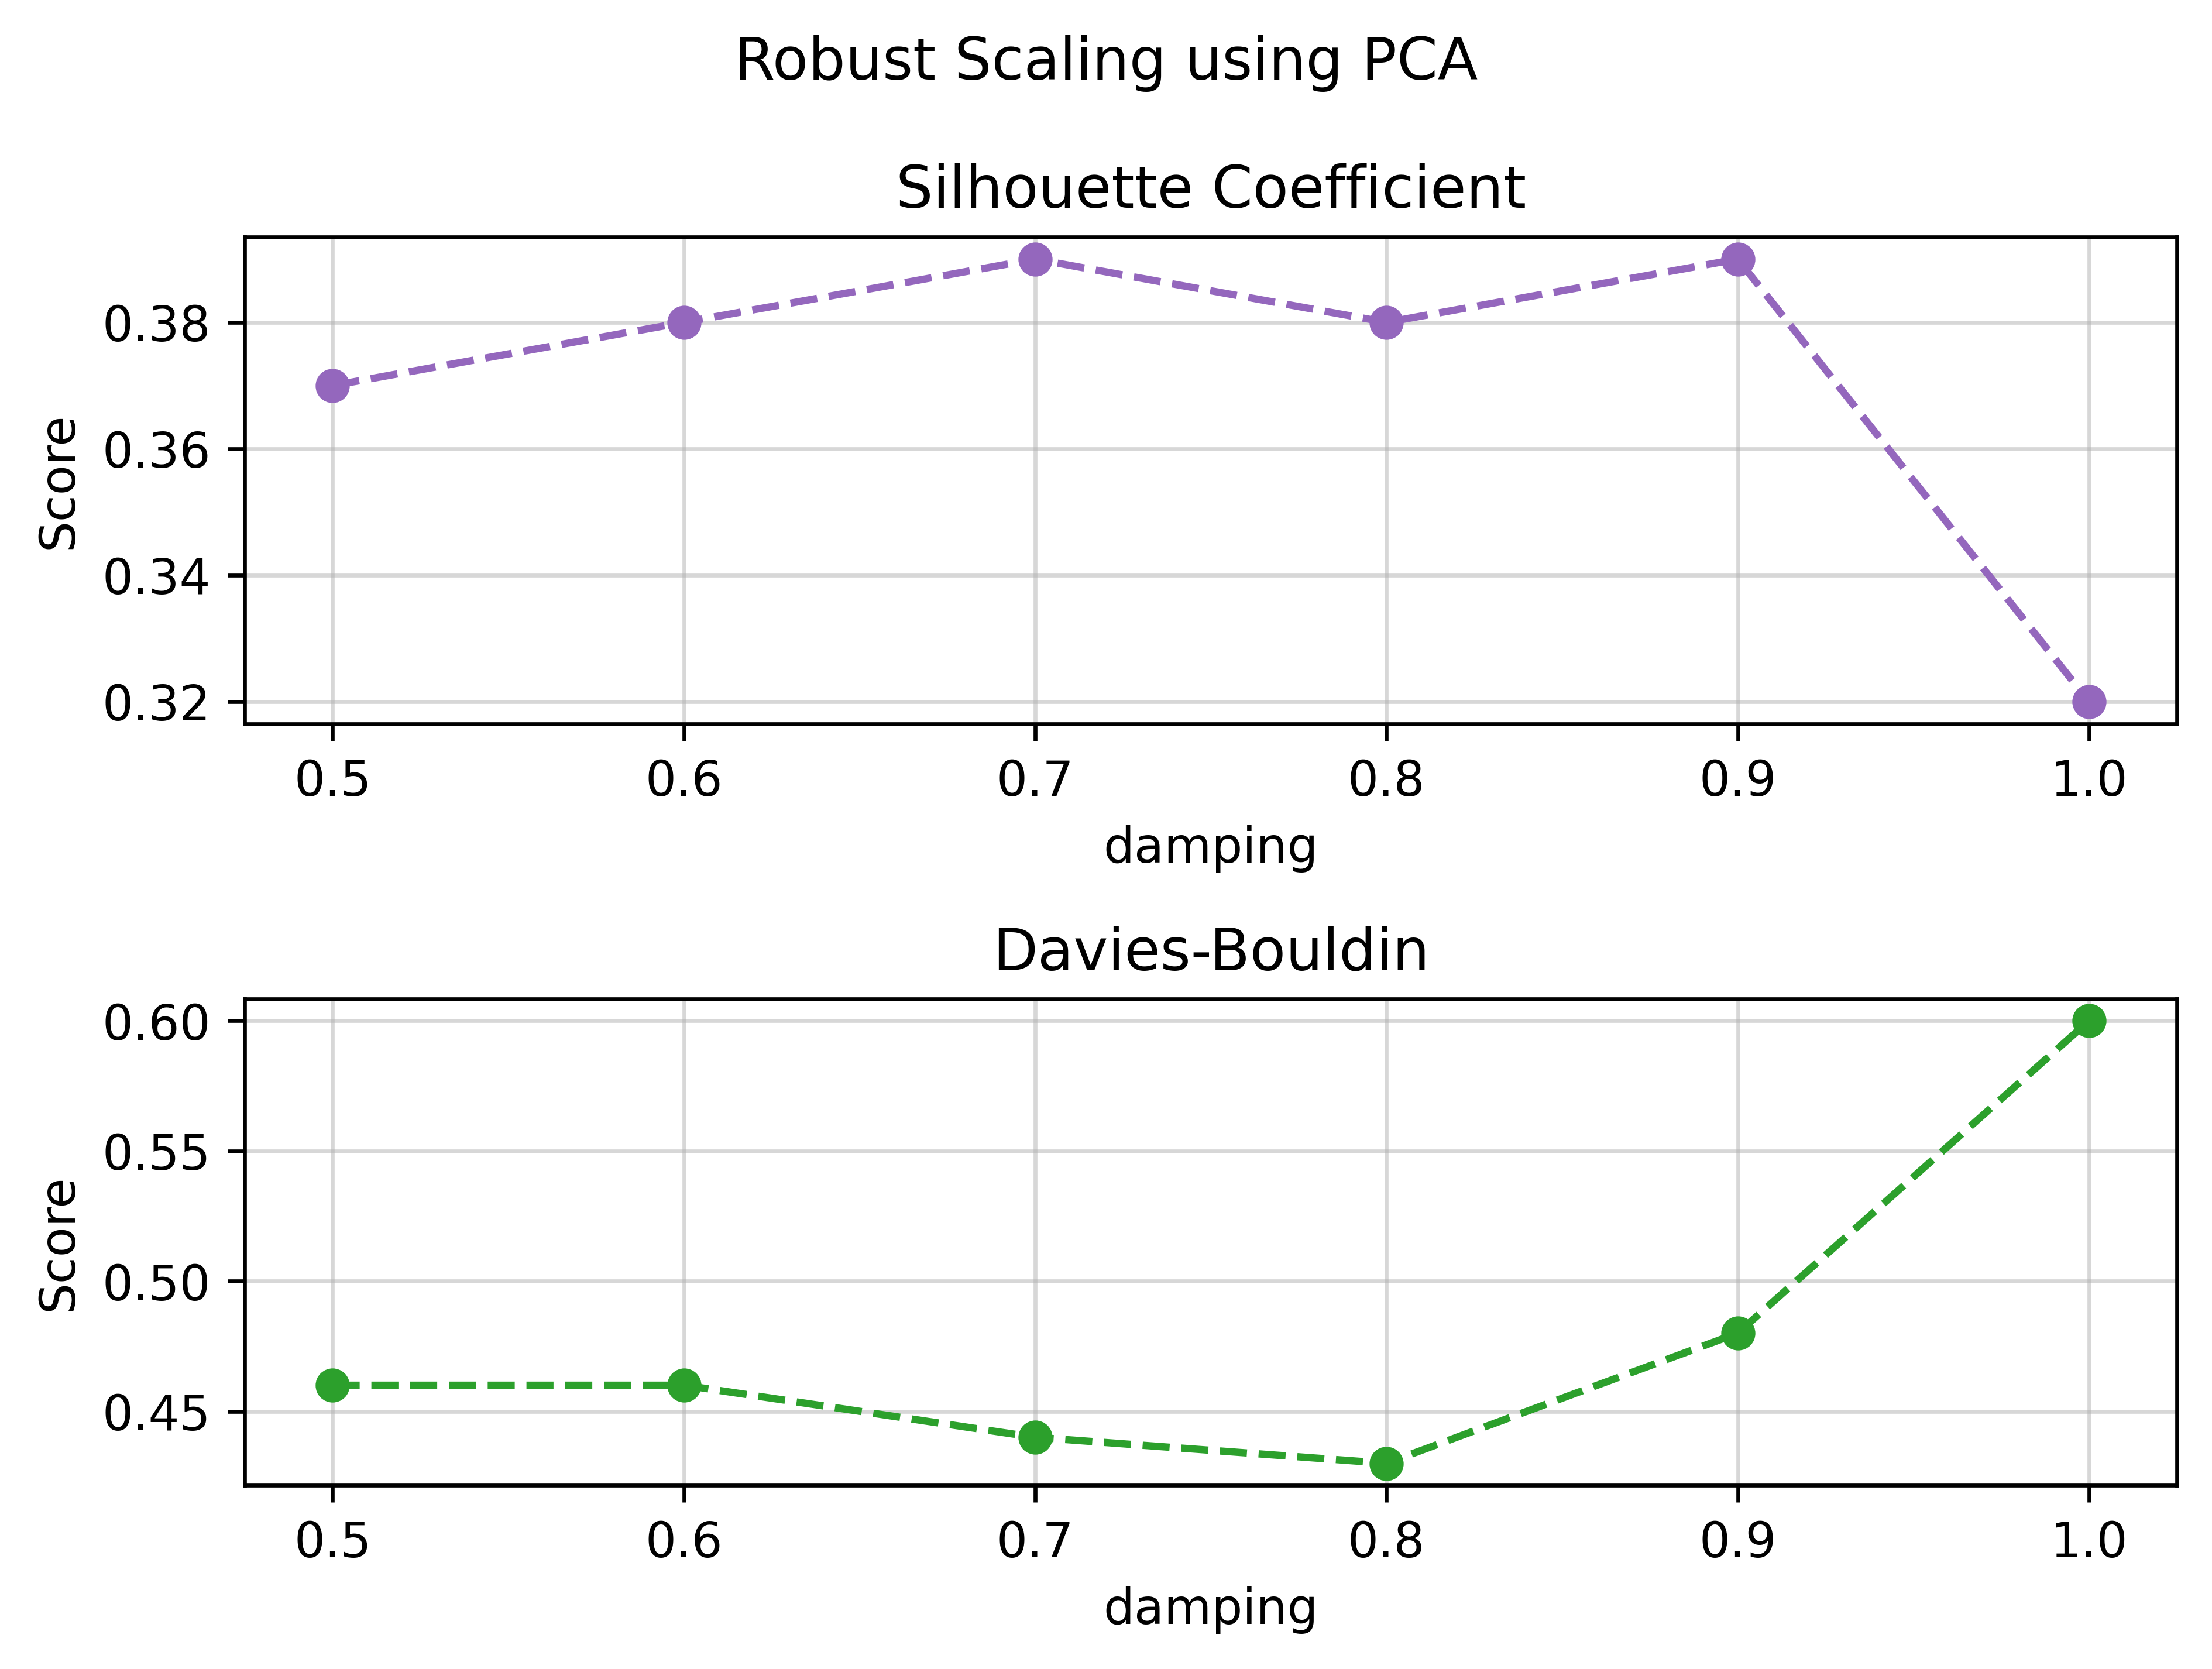 Robust Scaling using PCA
Silhouette Coefficient
Score
0.38
0.36
0.34
0.32
0.5 0.6 0.7 0.8 0.9 1.0
damping
Davies-Bouldin
Score
0.60
0.55
0.50
0.45
0.5 0.6 0.7 0.8 0.9 1.0
damping